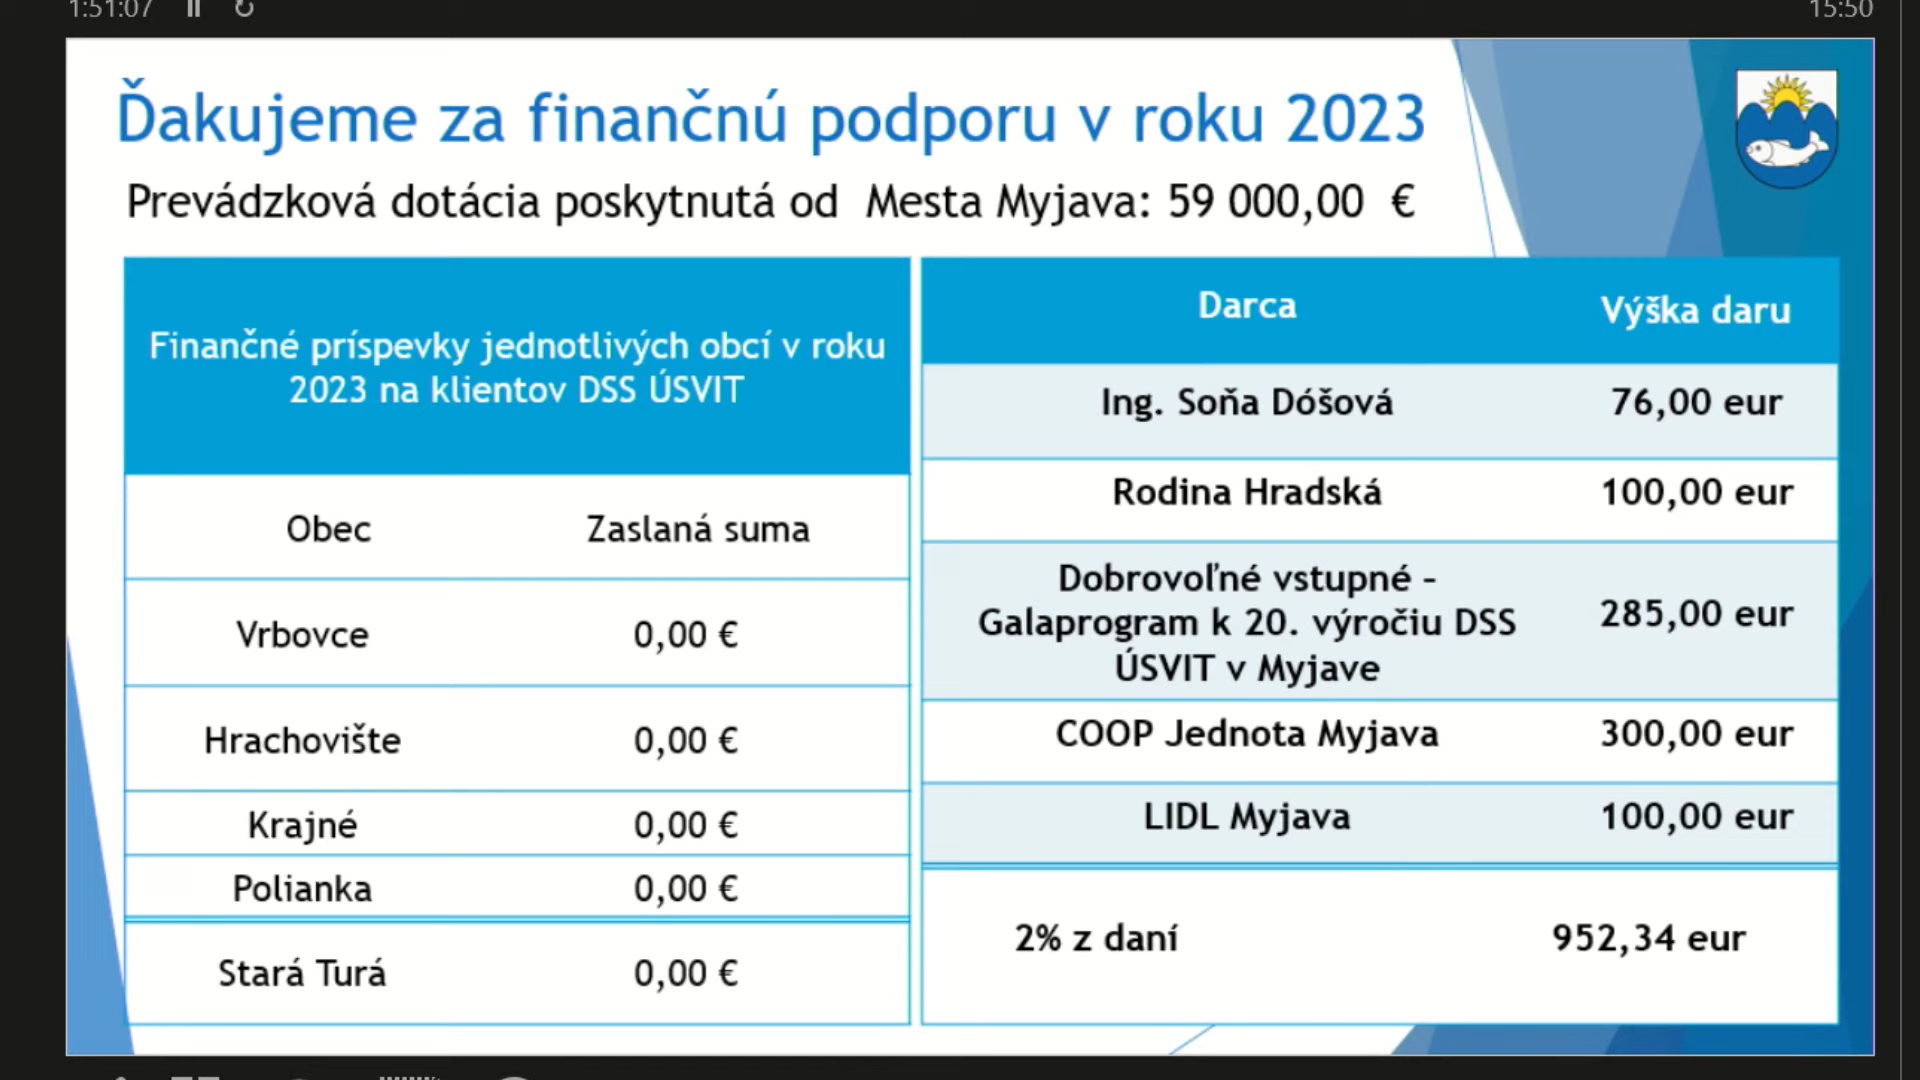 1:51:07
15:50
Ďakujeme za finančnú podporu v roku 2023
Prevádzková dotácia poskytnutá od Mesta Myjava: 59 000,00 €
Finančné príspevky jednotlivých obcí v roku
2023 na klientov DSS ÚSVIT
Obec Zaslaná suma
Vrbovce 0,00 €
Hrachovište 0,00 €
Krajné 0,00 €
Polianka 0,00 €
Stará Turá 0,00 €
Darca Výška daru
Ing. Soňa Dóšová 76,00 eur
Rodina Hradská 100,00 eur
Dobrovoľné vstupné –
Galaprogram k 20. výročiu DSS
ÚSVIT v Myjave
285,00 eur
COOP Jednota Myjava 300,00 eur
LIDL Myjava 100,00 eur
2% z daní 952,34 eur